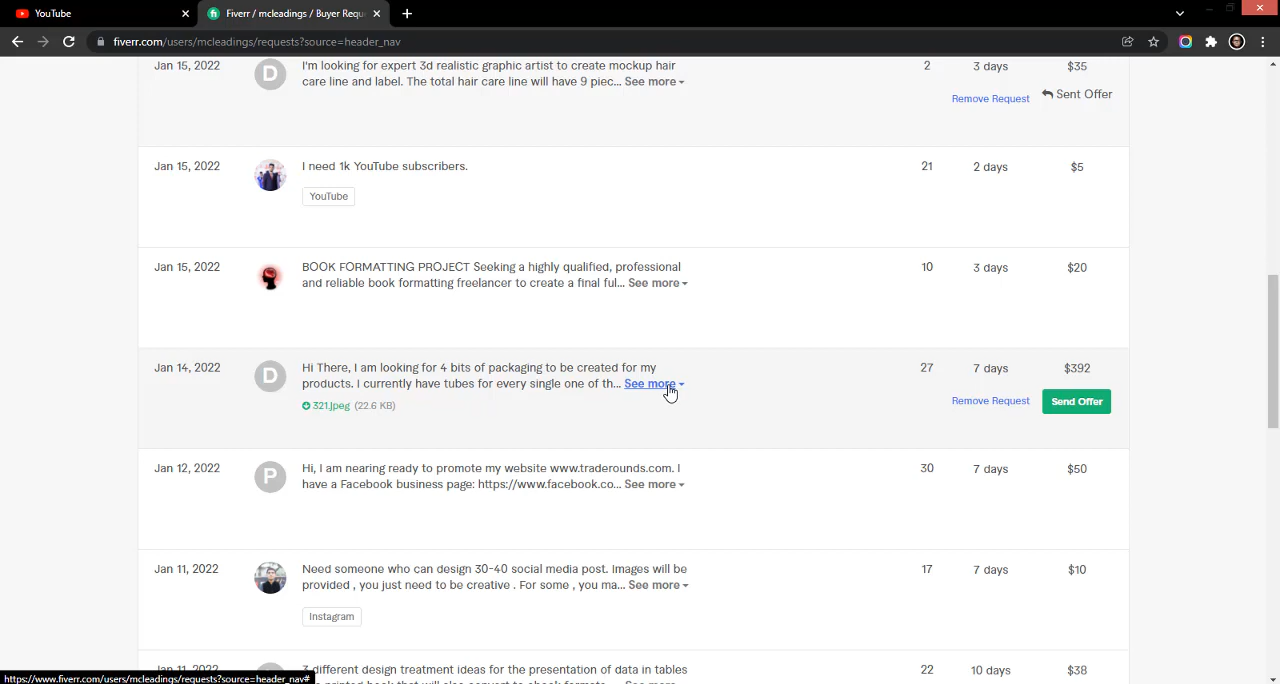 YouTube
Fiverr / mcleadings / Buyer Requ
fiverr.com/users/mcleadings/requests?source=header_nav
Jan 15, 2022
D
I'm looking for expert 3d realistic graphic artist to create mockup hair
care line and label. The total hair care line will have 9 piec... See more
2
3 days
$35
Remove Request
Sent Offer
Jan 15, 2022
I need 1k YouTube subscribers.
YouTube
21
2 days
$5
Jan 15, 2022
BOOK FORMATTING PROJECT Seeking a highly qualified, professional
and reliable book formatting freelancer to create a final ful... See more
10
3 days
$20
Jan 14, 2022
D
Hi There, I am looking for 4 bits of packaging to be created for my
products. I currently have tubes for every single one of th... See more
321.jpeg (22.6 KB)
27
7 days
$392
Remove Request
Send Offer
Jan 12, 2022
P
Hi, I am nearing ready to promote my website www.traderounds.com. I
have a Facebook business page: https://www.facebook.co... See more
30
7 days
$50
Jan 11, 2022
Need someone who can design 30-40 social media post. Images will be
provided , you just need to be creative . For some , you ma... See more
Instagram
17
7 days
$10
Jan 11, 2022
3 different design treatment ideas for the presentation of data in tables
22
10 days
$38
https://www.fiverr.com/users/mcleadings/requests?source=header_nav#